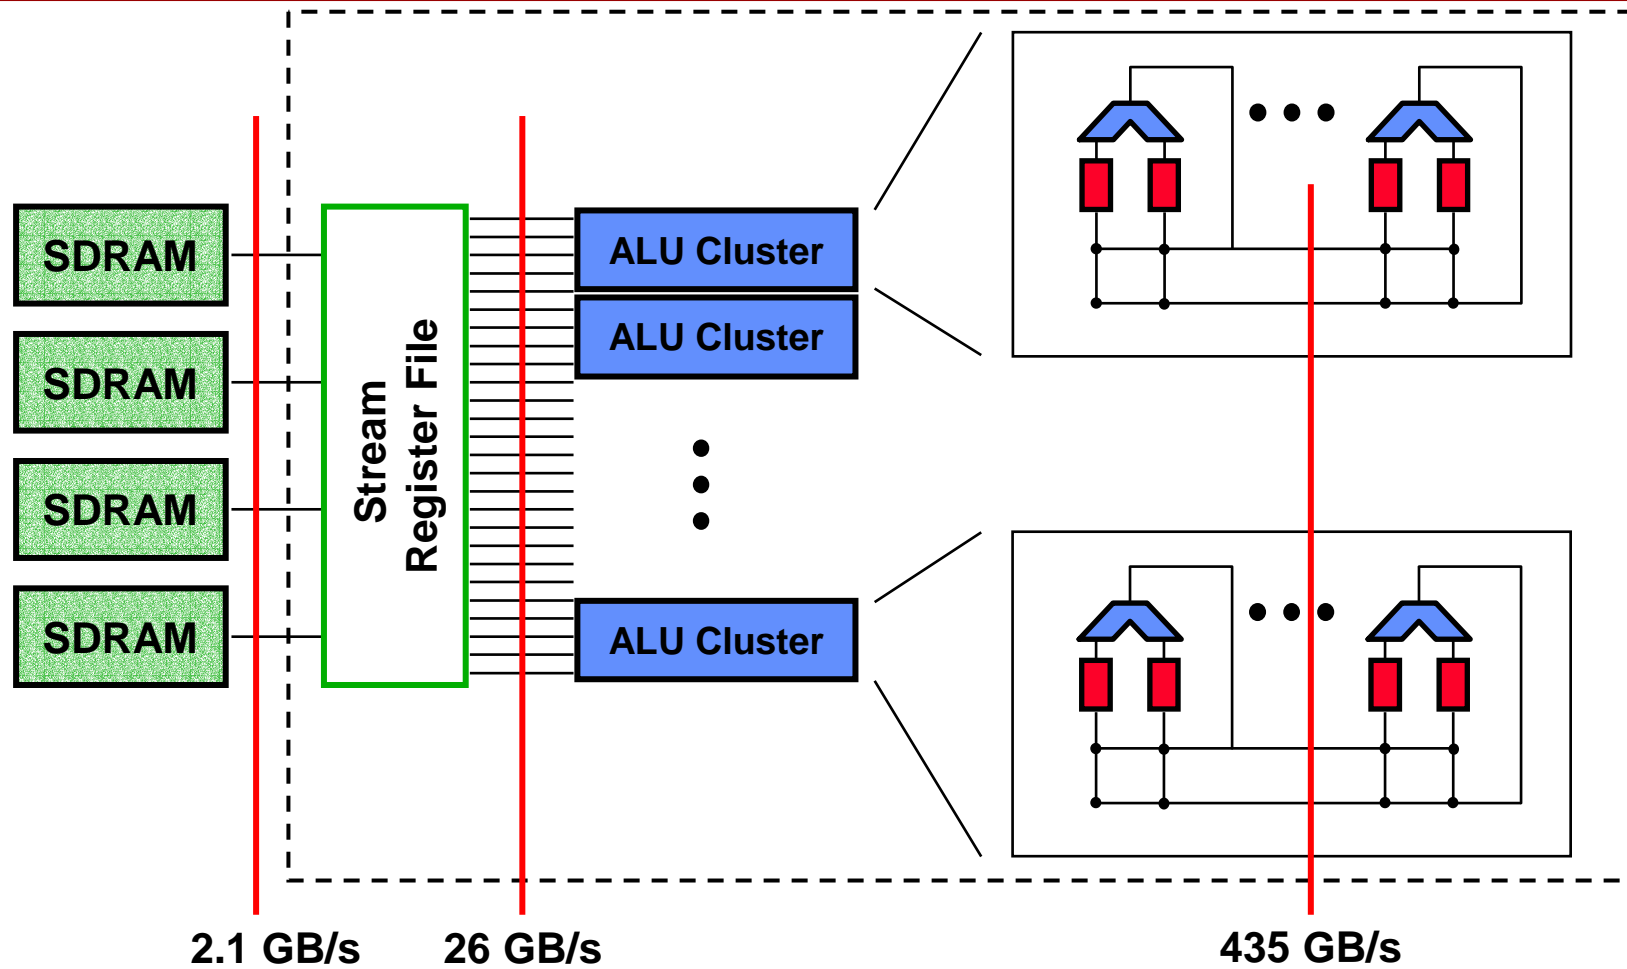 SDRAM
SDRAM
SDRAM
SDRAM
Stream
Register File
ALU Cluster
ALU Cluster
ALU Cluster
2.1 GB/s
26 GB/s
435 GB/s